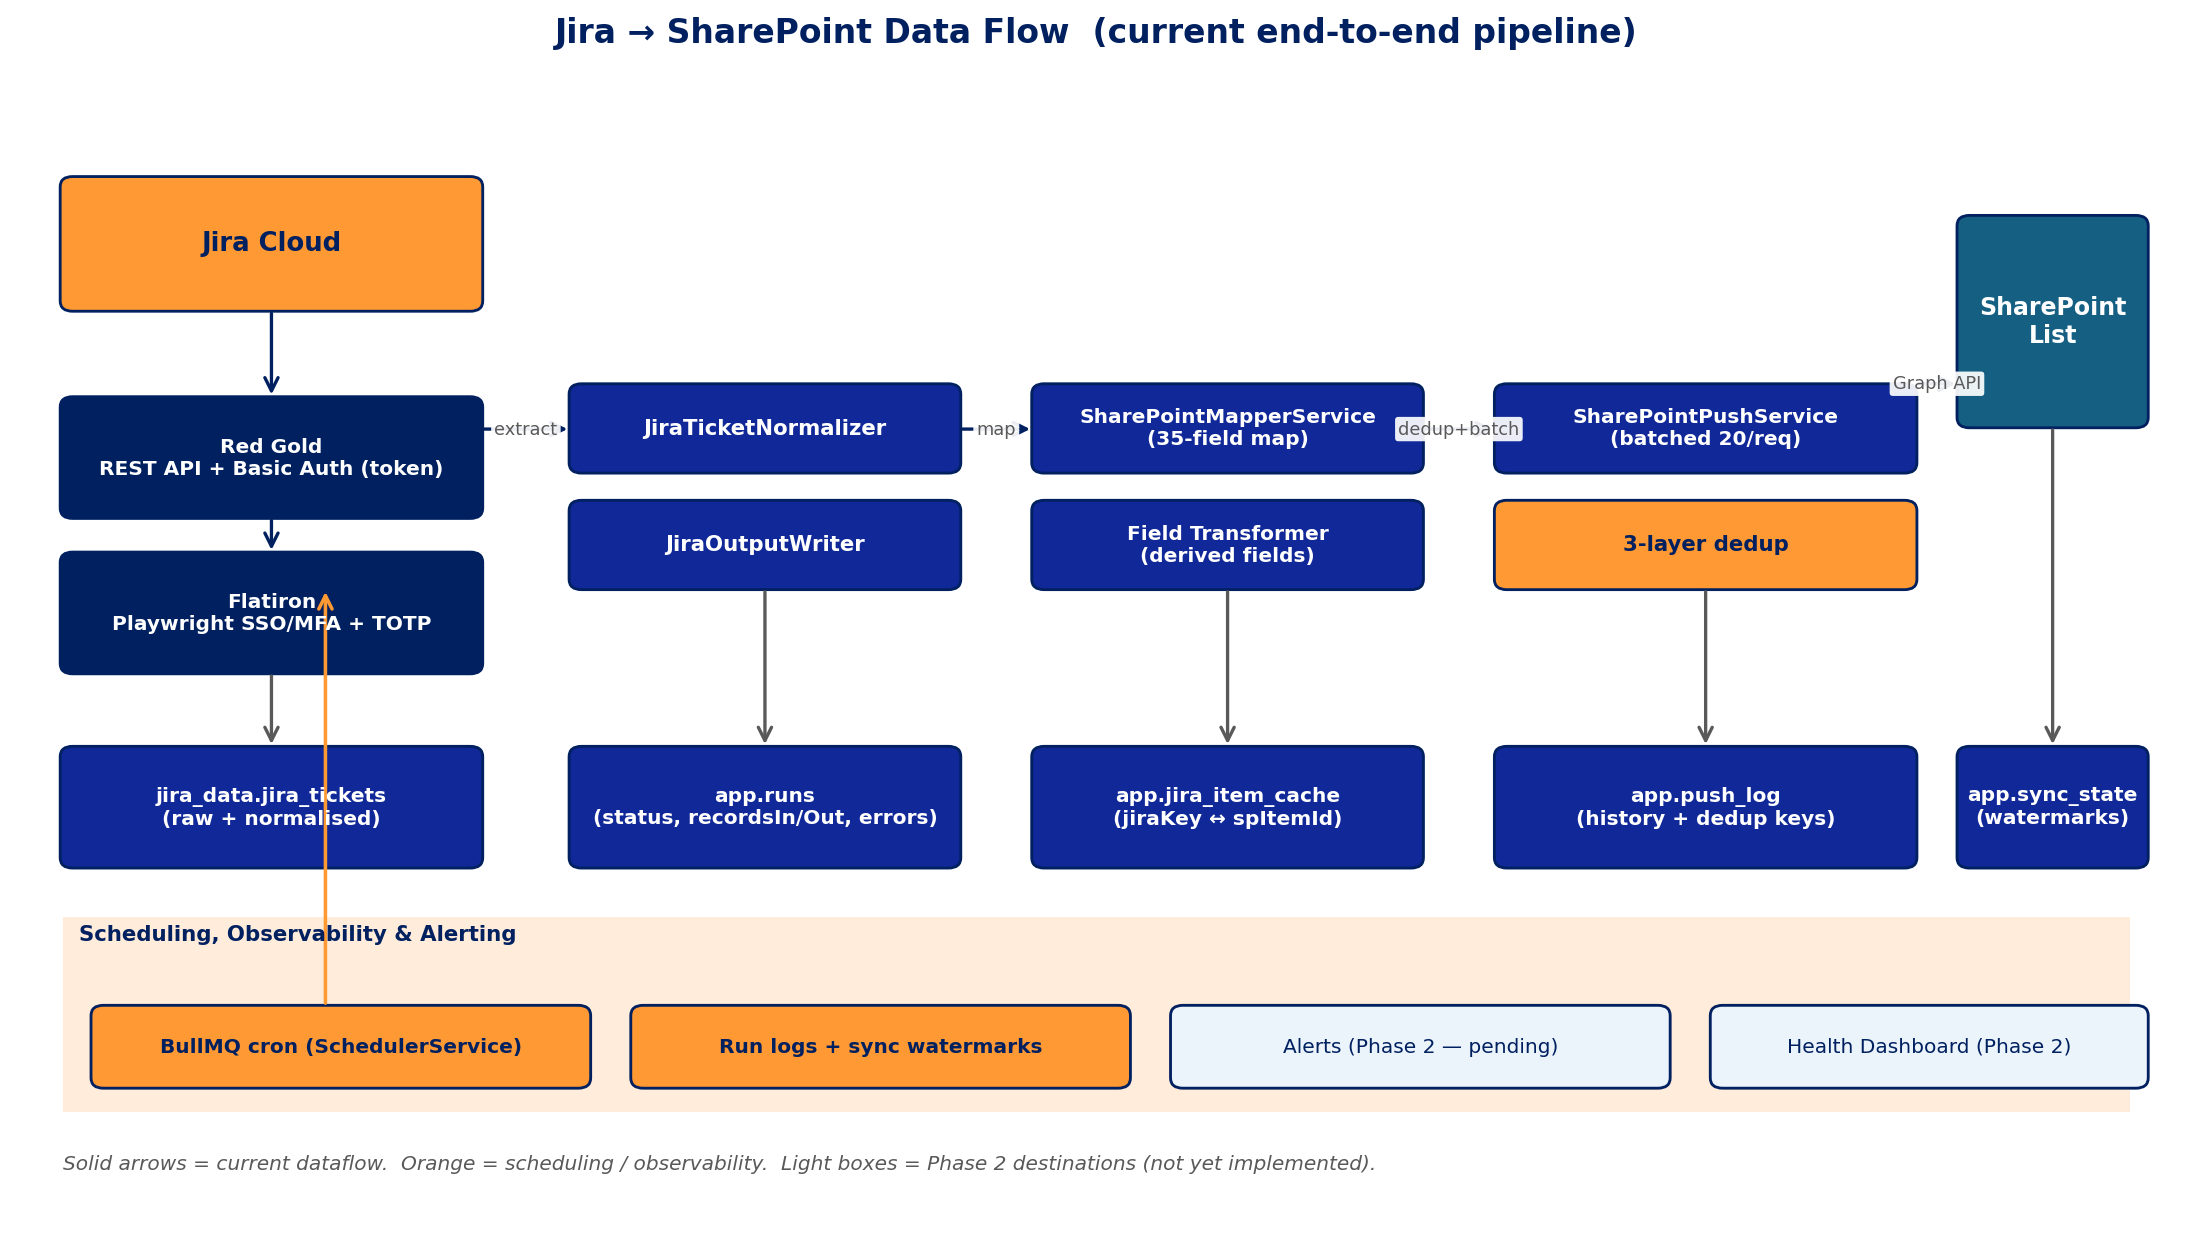 Jira → SharePoint Data Flow  (current end-to-end pipeline)
Jira Cloud
SharePoint
List
Graph API
Red Gold
REST API + Basic Auth (token)
extract
JiraTicketNormalizer
map
SharePointMapperService
(35-field map)
dedup+batch
SharePointPushService
(batched 20/req)
Flatiron
Playwright SSO/MFA + TOTP
JiraOutputWriter
Field Transformer
(derived fields)
3-layer dedup
jira_data.jira_tickets
(raw + normalised)
app.runs
(status, recordsIn/Out, errors)
app.jira_item_cache
(jiraKey ↔ spItemId)
app.push_log
(history + dedup keys)
app.sync_state
(watermarks)
Scheduling, Observability & Alerting
BullMQ cron (SchedulerService)
Run logs + sync watermarks
Alerts (Phase 2 — pending)
Health Dashboard (Phase 2)
Solid arrows = current dataflow.  Orange = scheduling / observability.  Light boxes = Phase 2 destinations (not yet implemented).